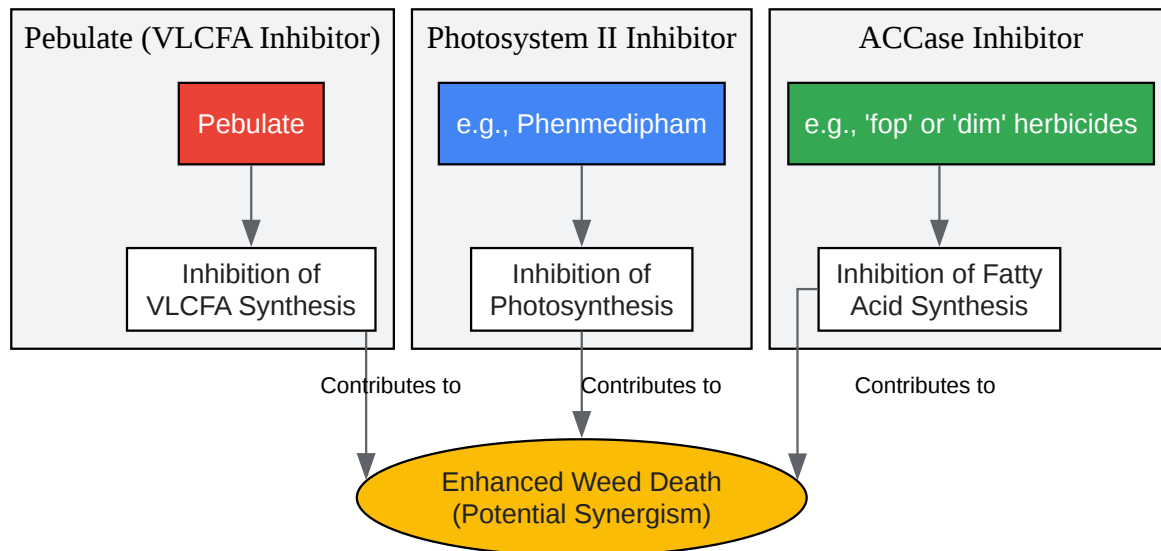 Pebulate (VLCFA Inhibitor)
Pebulate
Inhibition of
VLCFA Synthesis
Photosystem II Inhibitor
e.g., Phenmedipham
Inhibition of
Photosynthesis
ACCase Inhibitor
e.g., 'fop' or 'dim' herbicides
Inhibition of Fatty
Acid Synthesis
Contributes to
Contributes to
Contributes to
Enhanced Weed Death
(Potential Synergism)